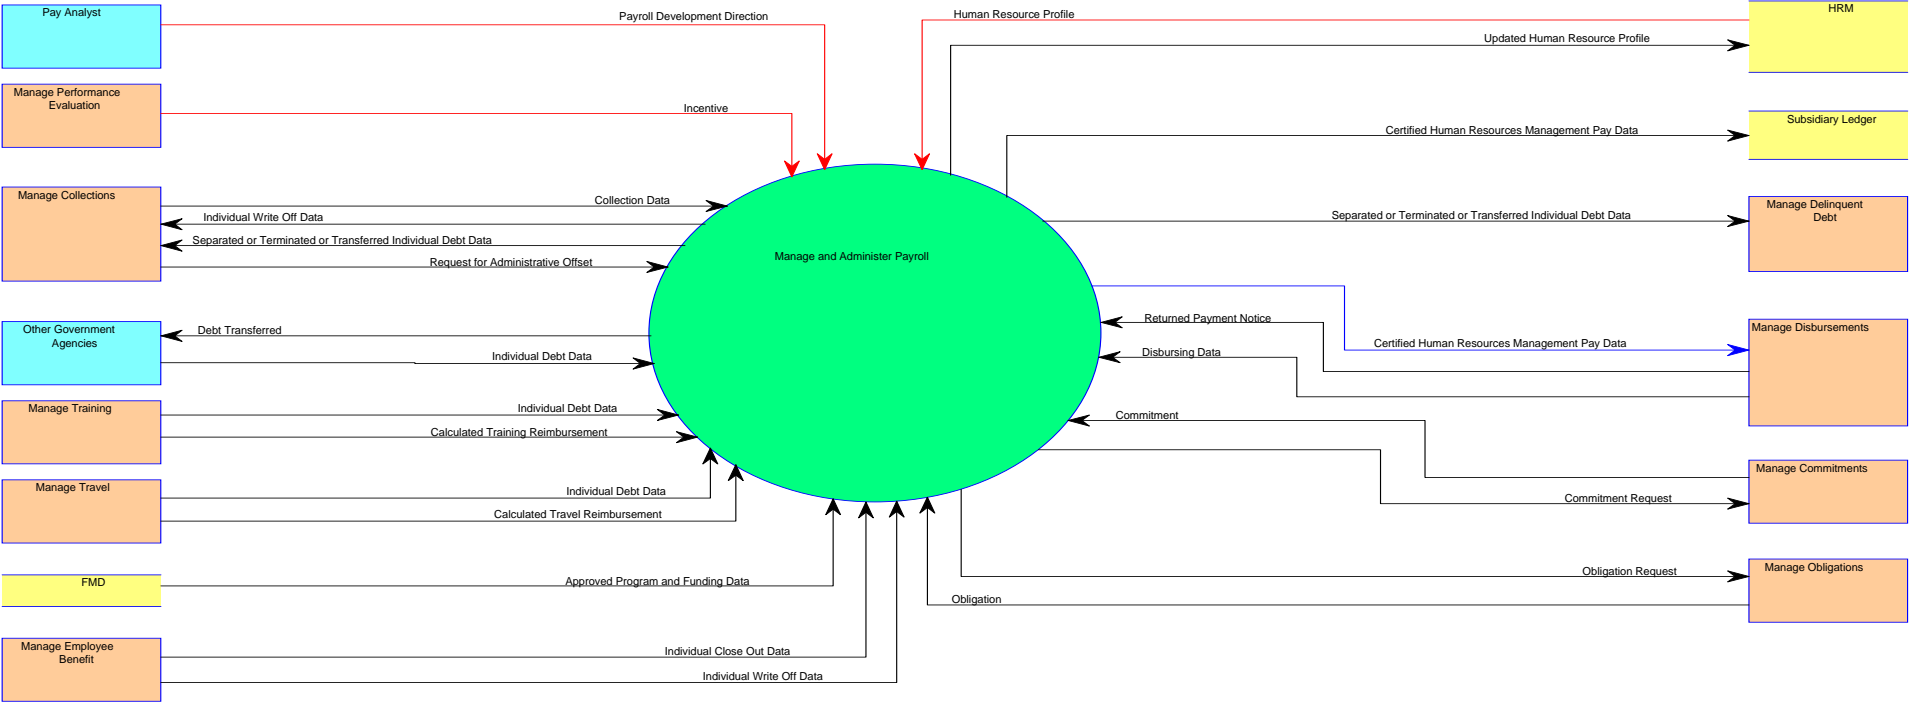 Pay Analyst
Payroll Development Direction
Human Resource Profile
HRM
Updated Human Resource Profile
Manage Performance
Evaluation
Incentive
Certified Human Resources Management Pay Data
Subsidiary Ledger
Manage Collections
Collection Data
Individual Write Off Data
Separated or Terminated or Transferred Individual Debt Data
Request for Administrative Offset
Separated or Terminated or Transferred Individual Debt Data
Manage Delinquent
Debt
Manage and Administer Payroll
Other Government
Agencies
Debt Transferred
Individual Debt Data
Returned Payment Notice
Disbursing Data
Certified Human Resources Management Pay Data
Manage Disbursements
Manage Training
Individual Debt Data
Calculated Training Reimbursement
Commitment
Manage Commitments
Commitment Request
Manage Travel
Individual Debt Data
Calculated Travel Reimbursement
FMD
Approved Program and Funding Data
Obligation Request
Obligation
Manage Obligations
Manage Employee
Benefit
Individual Close Out Data
Individual Write Off Data